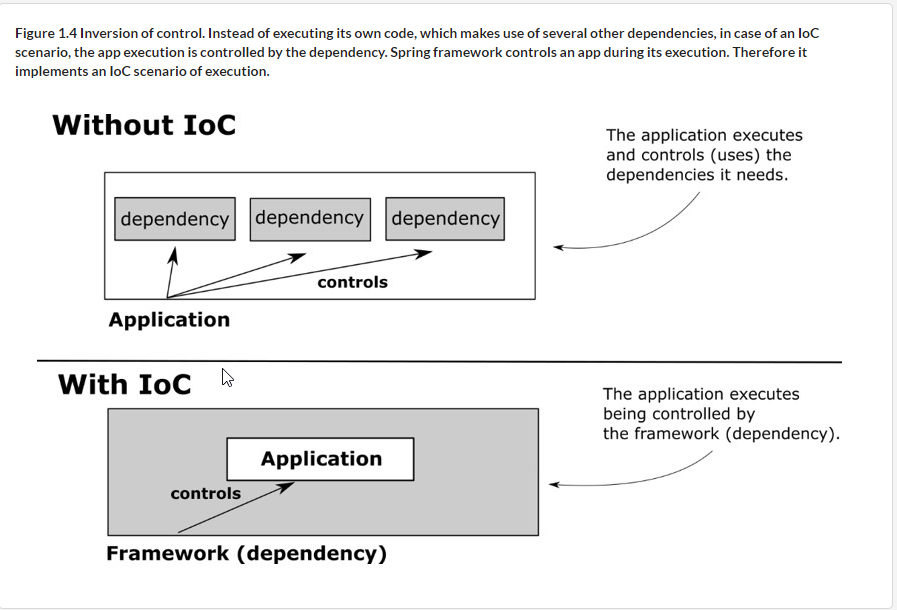 Figure 1.4 Inversion of control. Instead of executing its own code, which makes use of several other dependencies, in case of an IoC
scenario, the app execution is controlled by the dependency. Spring framework controls an app during its execution. Therefore it
implements an IoC scenario of execution.
Without IoC
The application executes
and controls (uses) the
dependencies it needs.
dependency dependency dependency
controls
Application
With IoC
The application executes
being controlled by
the framework (dependency).
Application
controls
Framework (dependency)